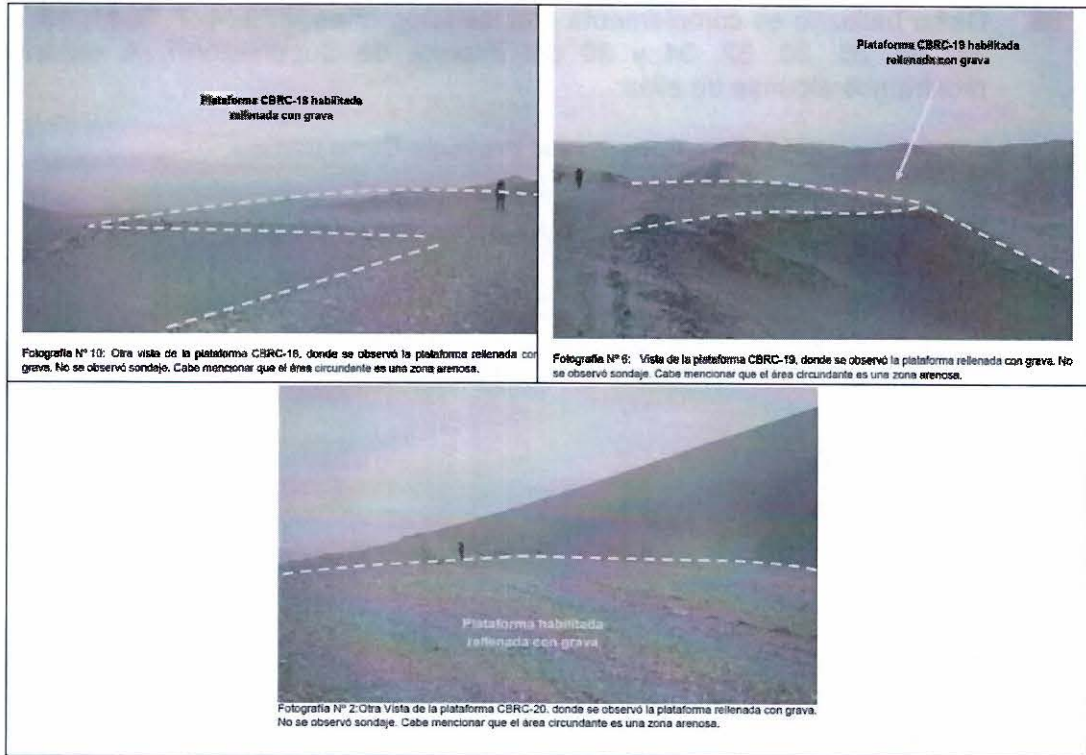 Plataforma CBRC-18 habilitada
rellenada con grava
Fotografía N° 10: Otra vista de la plataforma CBRC-18, donde se observó la plataforma rellenada con
grava. No se observó sondaje. Cabe mencionar que el área circundante es una zona arenosa.
Plataforma CBRC-19 habilitada
rellenada con grava
Fotografía N° 6: Vista de la plataforma CBRC-19, donde se observó la plataforma rellenada con grava. No
se observó sondaje. Cabe mencionar que el área circundante es una zona arenosa.
Plataforma habilitada
rellenada con grava
Fotografía N° 2:Otra Vista de la plataforma CBRC-20, donde se observó la plataforma rellenada con grava.
No se observó sondaje. Cabe mencionar que el área circundante es una zona arenosa.